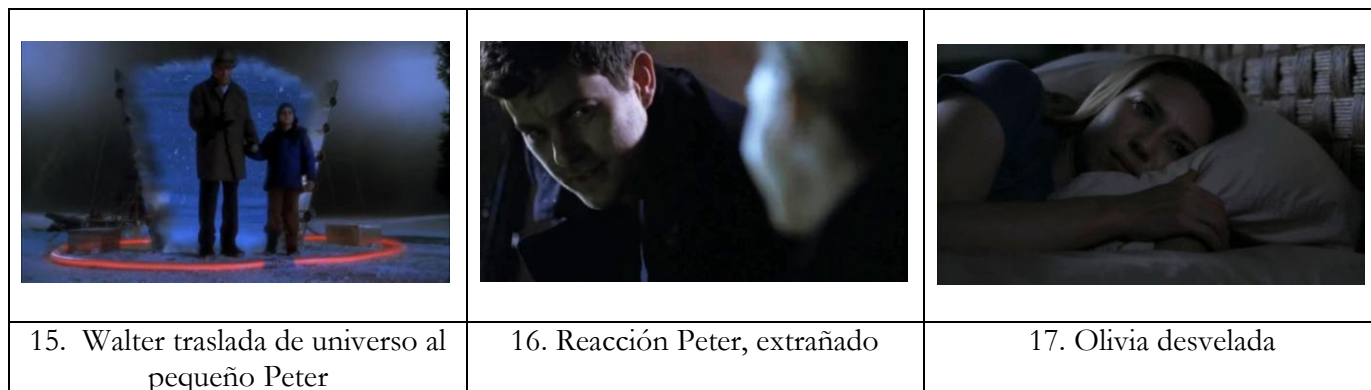 15. Walter traslada de universo al
pequeño Peter
16. Reacción Peter, extrañado
17. Olivia desvelada